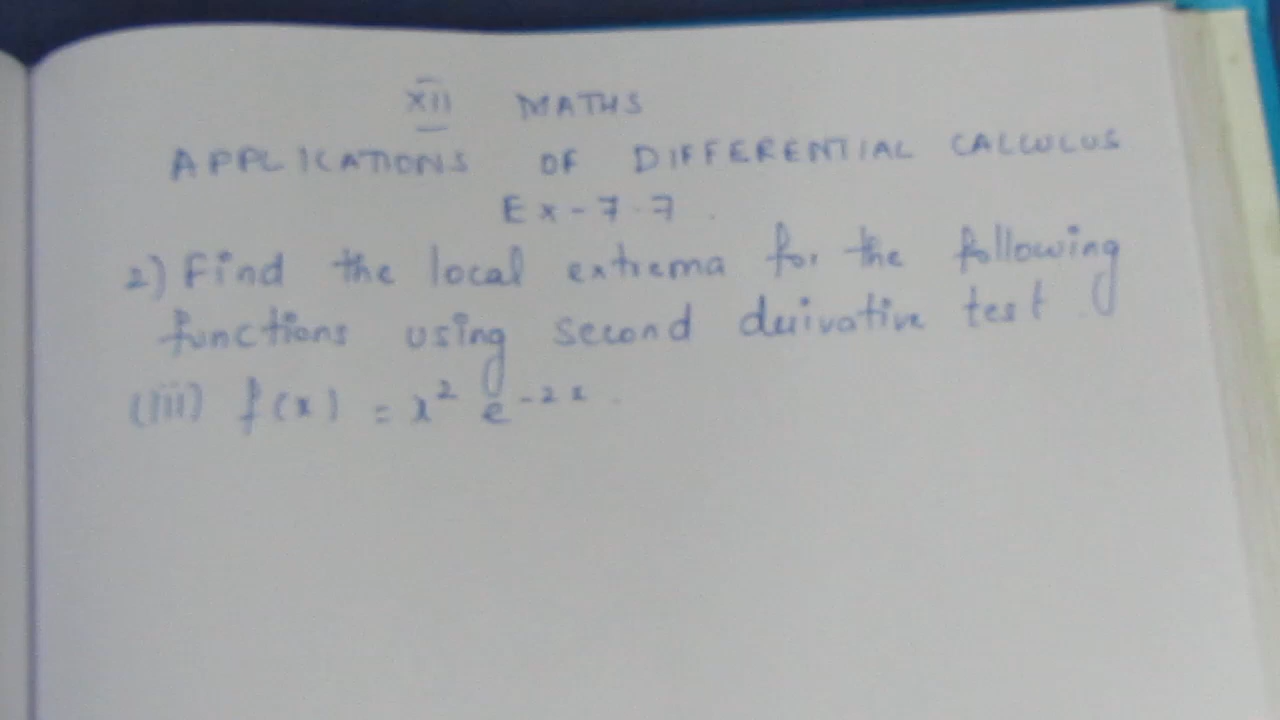 XII MATHS
APPLICATIONS OF DIFFERENTIAL CALCULUS
Ex-7.7.
2) Find the local extrema for the following
functions using second derivative test.
(iii) f(x) = x² e⁻²ˣ.